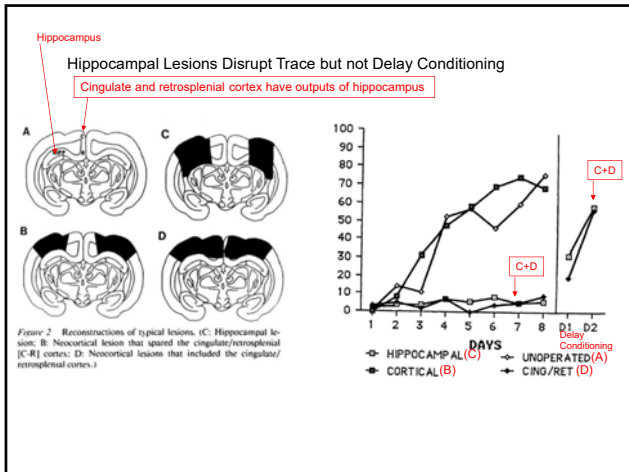 Hippocampus
Hippocampal Lesions Disrupt Trace but not Delay Conditioning
Cingulate and retrosplenial cortex have outputs of hippocampus
A
C
B
D
Figure 2 Reconstructions of typical lesions. (C: Hippocampal le-
sion; B: Neocortical lesion that spared the cingulate/retrosplenial
[C-R] cortex; D: Neocortical lesions that included the cingulate/
retrosplenial cortex.)
100
90
80
70
60
50
40
30
20
10
0
C+D
C+D
1 2 3 4 5 6 7 8 D1 D2
DAYS
Delay
Conditioning
HIPPOCAMPAL (C)
UNOPERATED (A)
CORTICAL (B)
CING/RET (D)